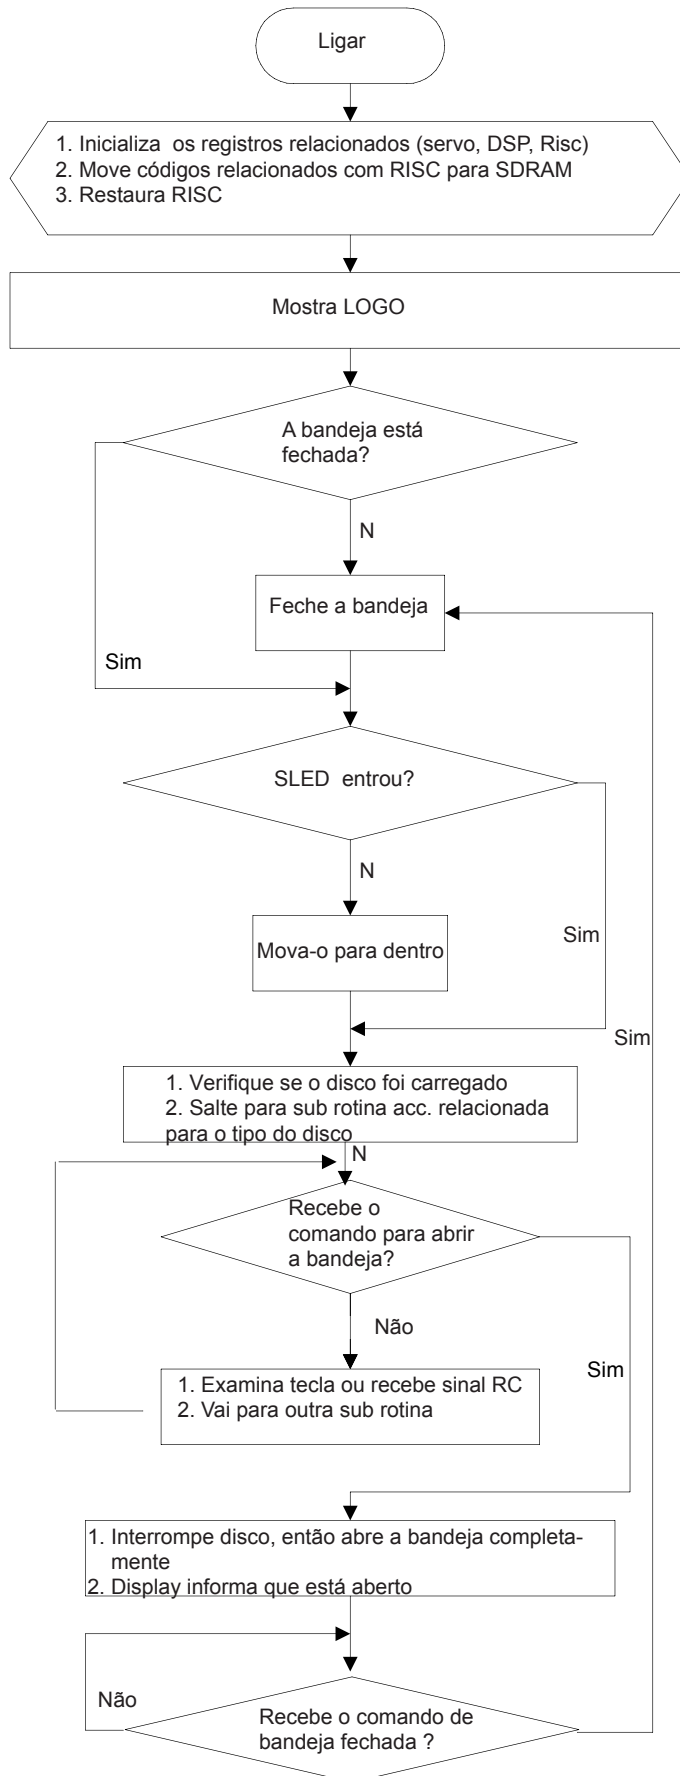 Ligar
1. Inicializa os registros relacionados (servo, DSP, Risc)
2. Move códigos relacionados com RISC para SDRAM
3. Restaura RISC
Mostra LOGO
A bandeja está
fechada?
N
Feche a bandeja
Sim
SLED entrou?
N
Sim
Mova-o para dentro
Sim
1. Verifique se o disco foi carregado
2. Salte para sub rotina acc. relacionada
para o tipo do disco
N
Recebe o
comando para abrir
a bandeja?
Não
Sim
1. Examina tecla ou recebe sinal RC
2. Vai para outra sub rotina
1. Interrompe disco, então abre a bandeja completa-
mente
2. Display informa que está aberto
Não
Recebe o comando de
bandeja fechada ?